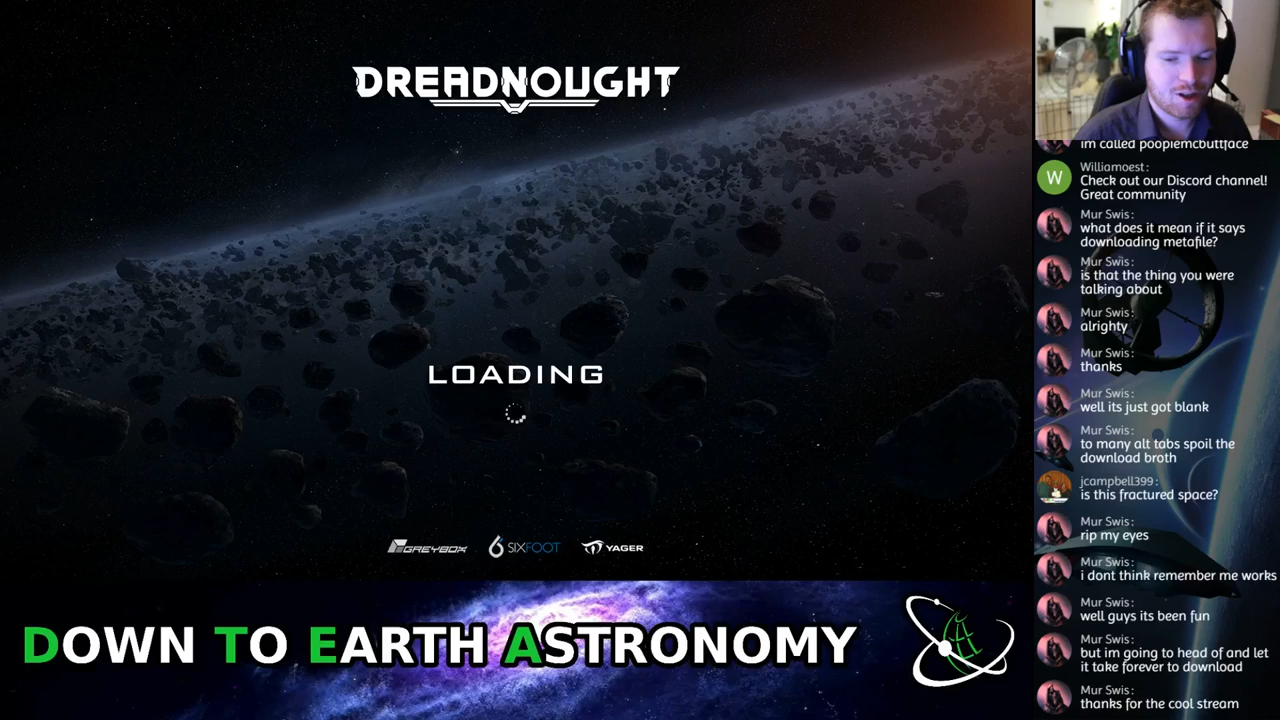 DREADNOUGHT
LOADING
GREYBOX
6 SIXFOOT
YAGER
DOWN TO EARTH ASTRONOMY
im called poopiemcbuttface
W
Williamoest:
Check out our Discord channel!
Great community
Mur Swis:
what does it mean if it says
downloading metafile?
Mur Swis:
is that the thing you were
talking about
Mur Swis:
alrighty
Mur Swis:
thanks
Mur Swis:
well its just got blank
Mur Swis:
to many alt tabs spoil the
download broth
jcampbell399:
is this fractured space?
Mur Swis:
rip my eyes
Mur Swis:
i dont think remember me works
Mur Swis:
well guys its been fun
Mur Swis:
but im going to head of and let
it take forever to download
Mur Swis:
thanks for the cool stream